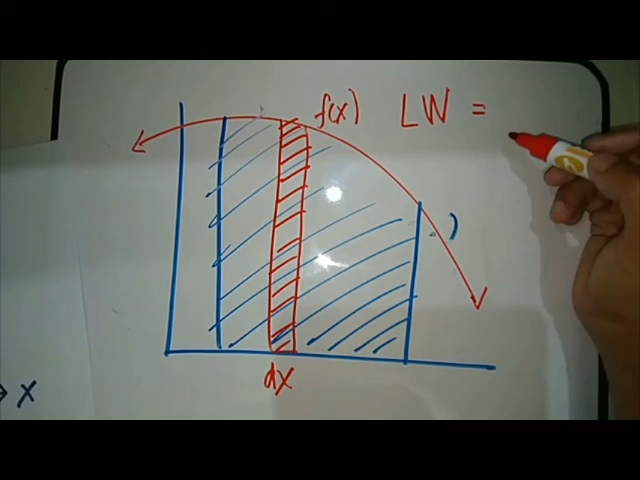 f(x) LW =
)
dx
x